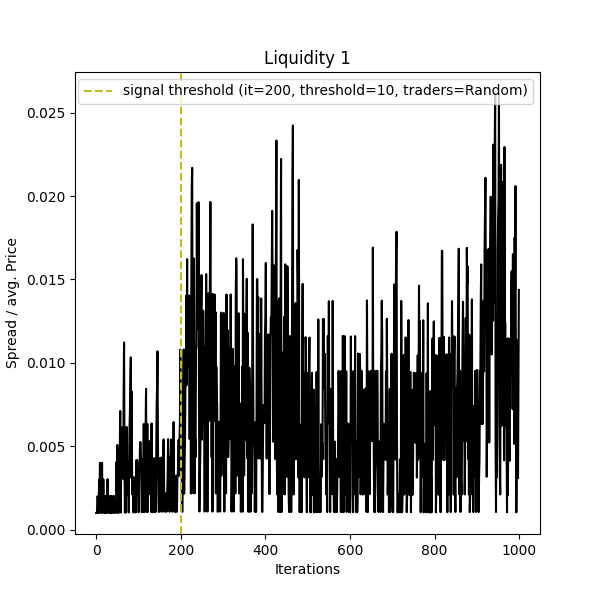 Liquidity 1
signal threshold (it=200, threshold=10, traders=Random)
Spread / avg. Price
0.025
0.020
0.015
0.010
0.005
0.000
0 200 400 600 800 1000
Iterations